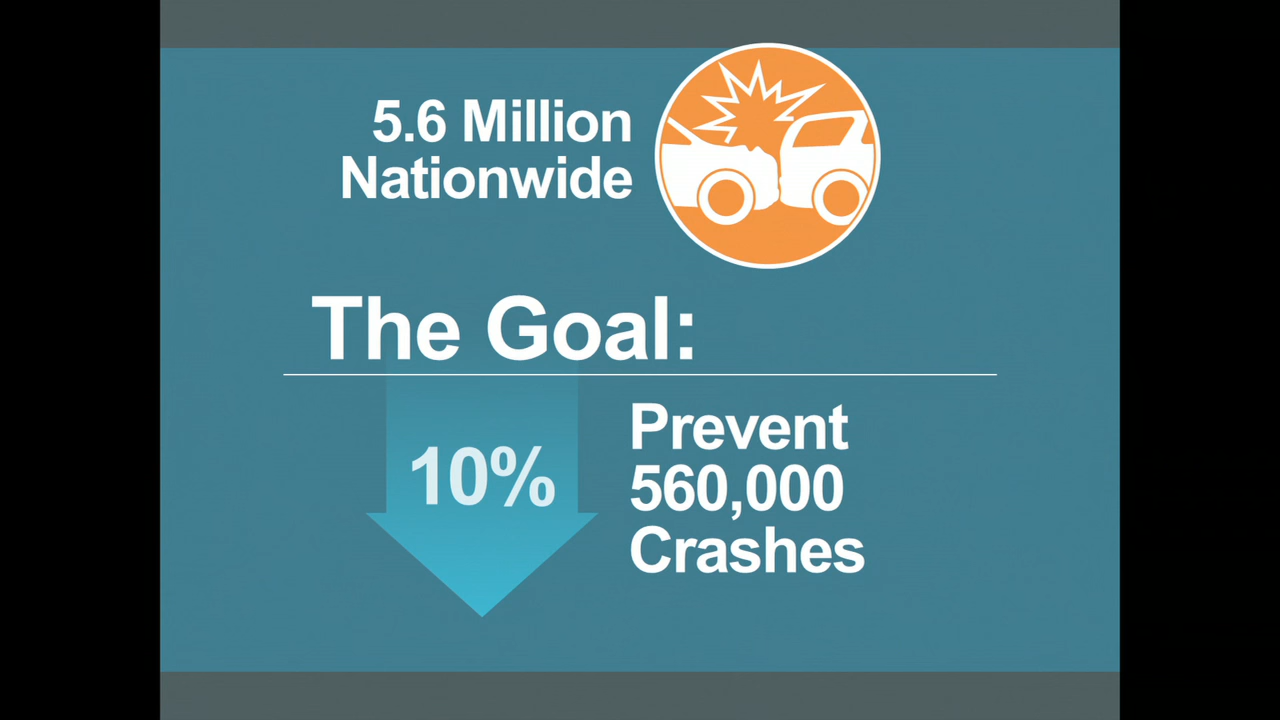 5.6 Million
Nationwide
The Goal:
10%
Prevent
560,000
Crashes